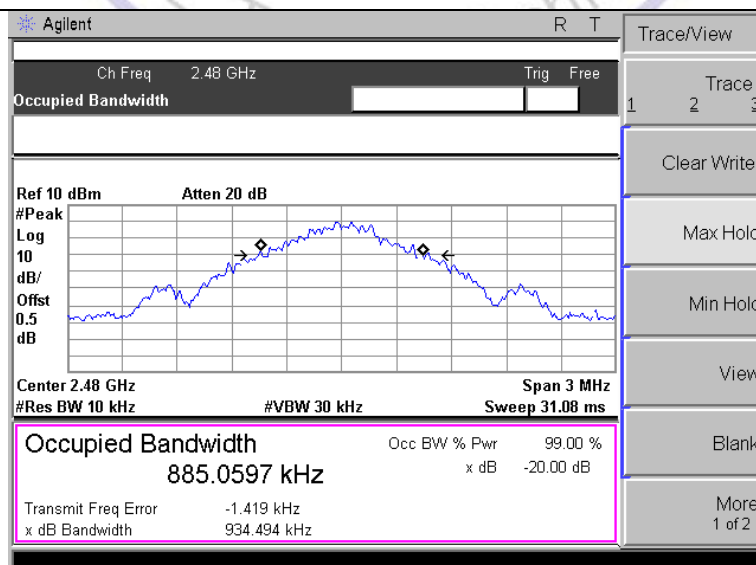 Agilent R T
Ch Freq 2.48 GHz Trig Free
Occupied Bandwidth
Ref 10 dBm Atten 20 dB
#Peak
Log
10
dB/
Offst
0.5
dB
Center 2.48 GHz Span 3 MHz
#Res BW 10 kHz #VBW 30 kHz Sweep 31.08 ms
Occupied Bandwidth Occ BW % Pwr 99.00 %
885.0597 kHz x dB -20.00 dB
Transmit Freq Error -1.419 kHz
x dB Bandwidth 934.494 kHz
Trace/View
Trace
1 2 3
Clear Write
Max Hold
Min Hold
View
Blank
More
1 of 2